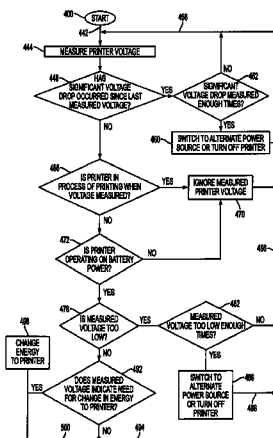 400
START
442
456
444
MEASURE PRINTER VOLTAGE
448
HAS
SIGNIFICANT VOLTAGE
DROP OCCURRED SINCE LAST
MEASURED VOLTAGE?
YES
NO
NO
462
SIGNIFICANT
VOLTAGE DROP MEASURED
ENOUGH TIMES?
YES
460
SWITCH TO ALTERNATE POWER
SOURCE OR TURN OFF PRINTER
IS PRINTER IN
PROCESS OF PRINTING WHEN
VOLTAGE MEASURED?
YES
IGNORE MEASURED
PRINTER VOLTAGE
470
NO
472
IS PRINTER
OPERATING ON BATTERY
POWER?
NO
YES
IS MEASURED
VOLTAGE TOO
LOW?
YES
482
MEASURED
VOLTAGE TOO LOW ENOUGH
TIMES?
NO
YES
NO
498
CHANGE
ENERGY
TO PRINTER
492
DOES MEASURED
VOLTAGE INDICATE NEED
FOR CHANGE IN ENERGY
TO PRINTER?
YES
NO
SWITCH TO
ALTERNATE
POWER SOURCE
OR TURN OFF
PRINTER
486
488
500
494